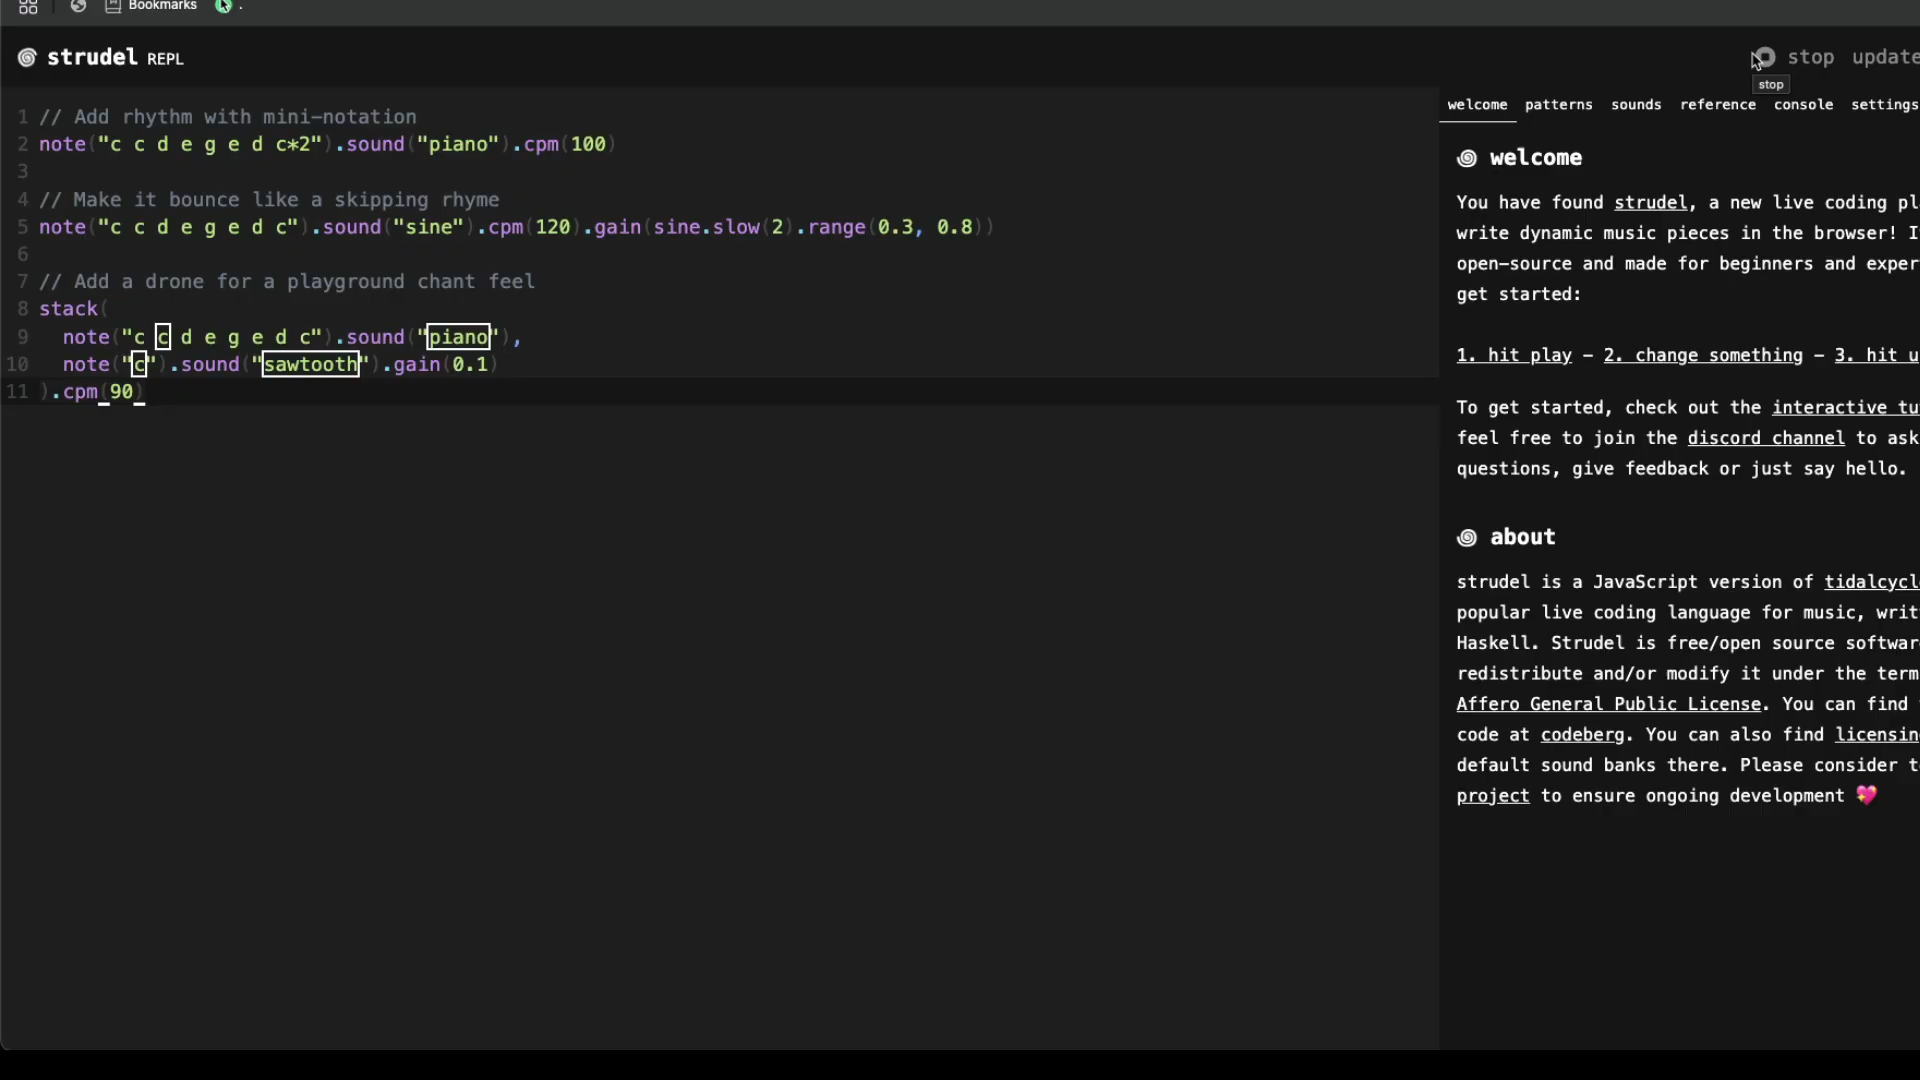 Bookmarks .
strudel REPL
stop update
stop
1 // Add rhythm with mini-notation
2 note("c c d e g e d c*2").sound("piano").cpm(100)
3
4 // Make it bounce like a skipping rhyme
5 note("c c d e g e d c").sound("sine").cpm(120).gain(sine.slow(2).range(0.3, 0.8))
6
7 // Add a drone for a playground chant feel
8 stack(
9 note("c c d e g e d c").sound("piano"),
10 note("c").sound("sawtooth").gain(0.1)
11 ).cpm(90)
welcome patterns sounds reference console settings
welcome
You have found strudel, a new live coding pl
write dynamic music pieces in the browser! I
open-source and made for beginners and exper
get started:
1. hit play - 2. change something - 3. hit u
To get started, check out the interactive tu
feel free to join the discord channel to ask
questions, give feedback or just say hello.
about
strudel is a JavaScript version of tidalcycl
popular live coding language for music, writ
Haskell. Strudel is free/open source softwar
redistribute and/or modify it under the term
Affero General Public License. You can find
code at codeberg. You can also find licensin
default sound banks there. Please consider t
project to ensure ongoing development 💖